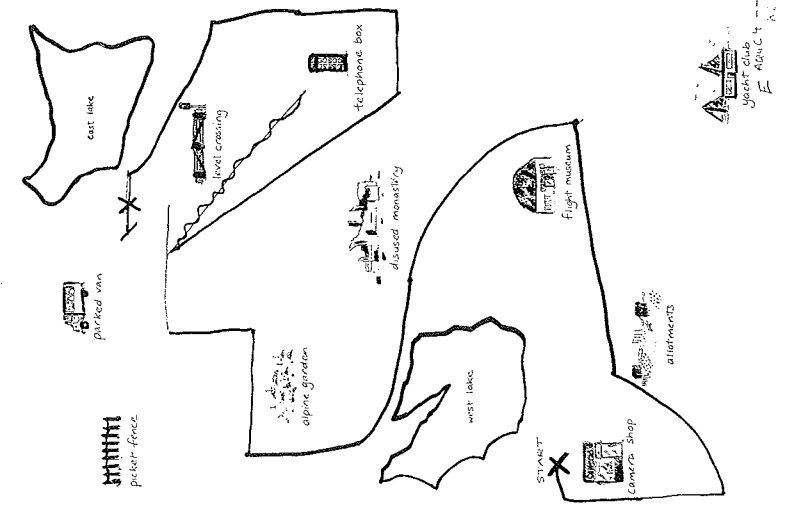 picket fence
parked van
east lake
level crossing
alpine garden
telephone box
disused monastery
west lake
START
flight museum
camera shop
allotments
yacht club
E AQUC4